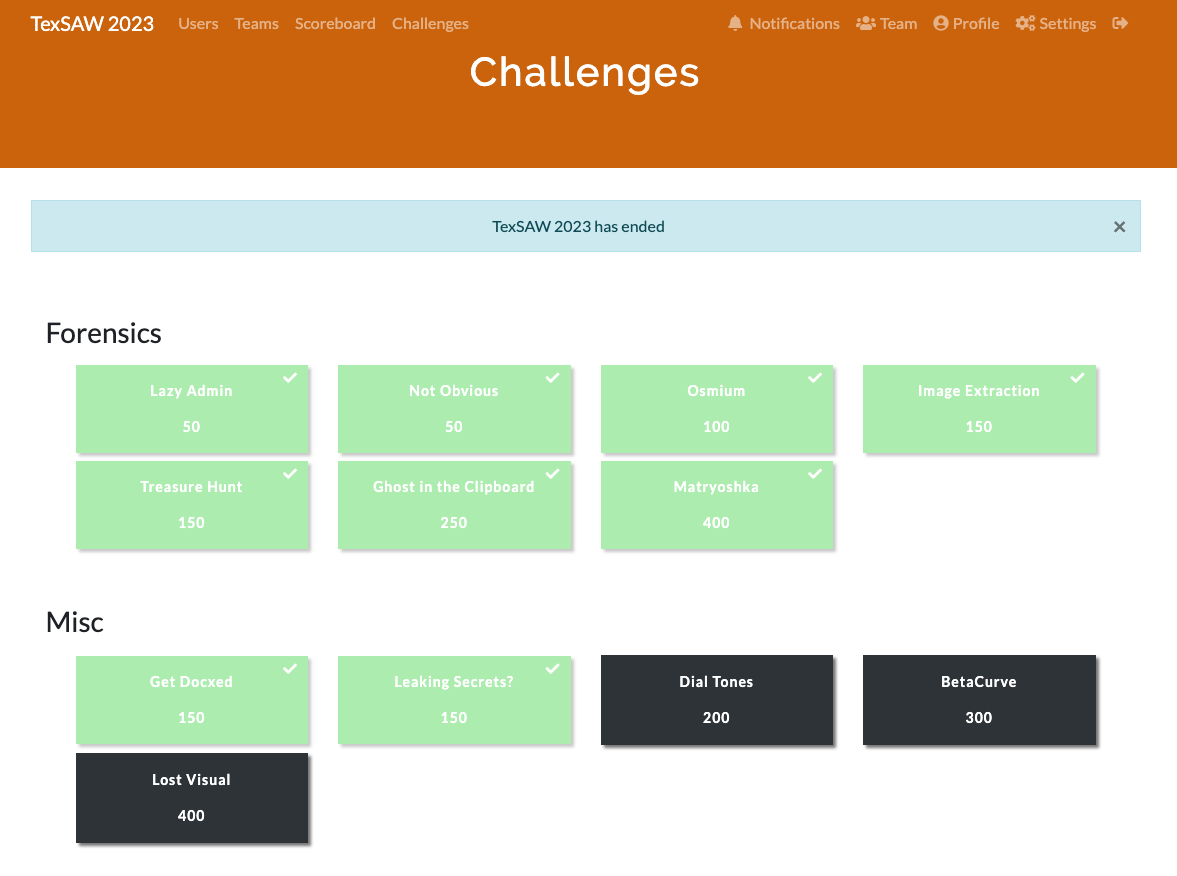 TexSAW 2023 Users Teams Scoreboard Challenges Notifications Team Profile Settings
Challenges
TexSAW 2023 has ended ×
Forensics
Lazy Admin Not Obvious Osmium Image Extraction
50 50 100 150
Treasure Hunt Ghost in the Clipboard Matryoshka
150 250 400
Misc
Get Docxed Leaking Secrets? Dial Tones BetaCurve
150 150 200 300
Lost Visual
400